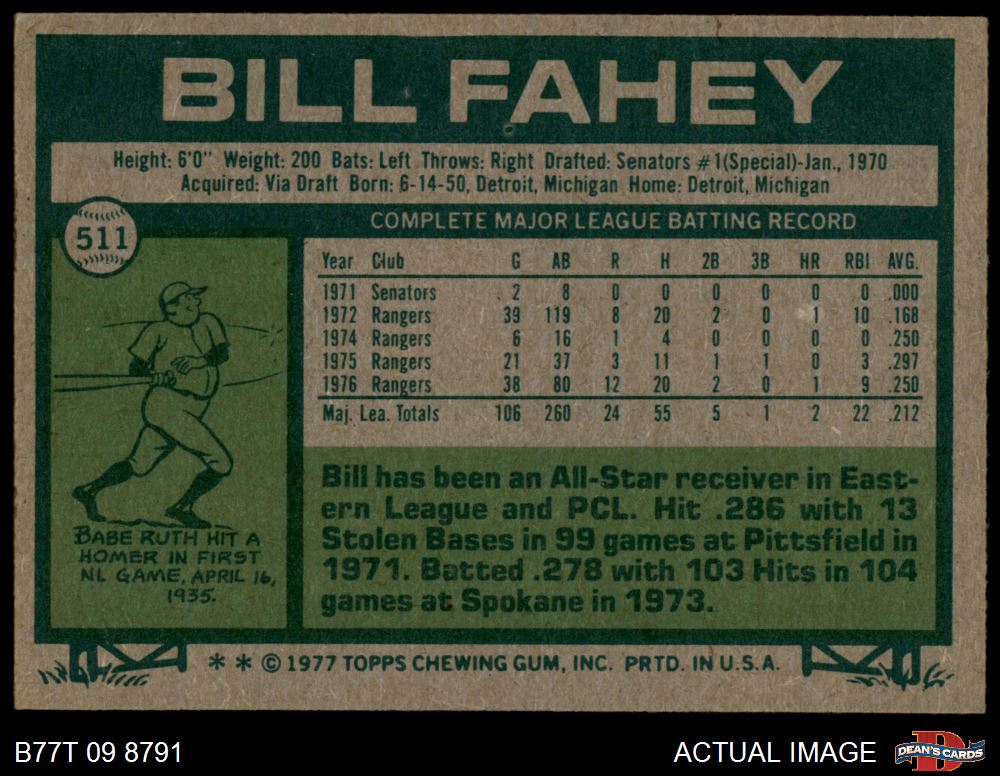 BILL FAHEY
Height: 6'0" Weight: 200 Bats: Left Throws: Right Drafted: Senators #1(Special)-Jan., 1970
Acquired: Via Draft Born: 6-14-50, Detroit, Michigan Home: Detroit, Michigan
511
COMPLETE MAJOR LEAGUE BATTING RECORD
Year Club G AB R H 2B 3B HR RBI AVG.
1971 Senators 2 8 0 0 0 0 0 0 .000
1972 Rangers 39 119 8 20 2 0 1 10 .168
1974 Rangers 6 16 1 4 0 0 0 0 .250
1975 Rangers 21 37 3 11 1 1 0 3 .297
1976 Rangers 38 80 12 20 2 0 1 9 .250
Maj. Lea. Totals 106 260 24 55 5 1 2 22 .212
BABE RUTH HIT A
HOMER IN FIRST
NL GAME, APRIL 16,
1935.
Bill has been an All-Star receiver in East-
ern League and PCL. Hit .286 with 13
Stolen Bases in 99 games at Pittsfield in
1971. Batted .278 with 103 Hits in 104
games at Spokane in 1973.
* * © 1977 TOPPS CHEWING GUM, INC. PRTD. IN U.S.A.
B77T 09 8791
ACTUAL IMAGE
D
DEAN'S CARDS